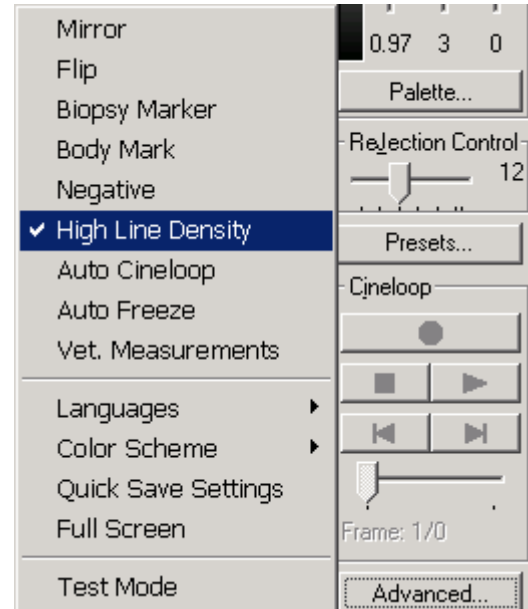 Mirror
Flip
Biopsy Marker
Body Mark
Negative
High Line Density
Auto Cineloop
Auto Freeze
Vet. Measurements
Languages
Color Scheme
Quick Save Settings
Full Screen
Test Mode
0.97 3 0
Palette...
ReJection Control
12
Presets...
Cineloop
Frame: 1/0
Advanced...